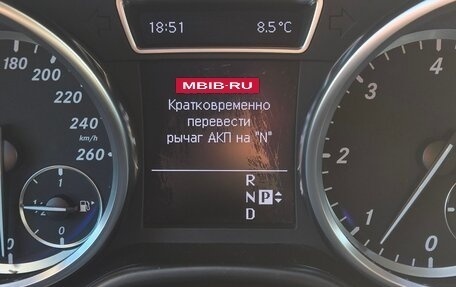 18:51 8.5°C
MBIB-RU
Кратковременно
перевести
рычаг АКП на "N"
R
N P
D
180
200
220
240
km/h
260
1
1/2
0
4
3
2
1
0